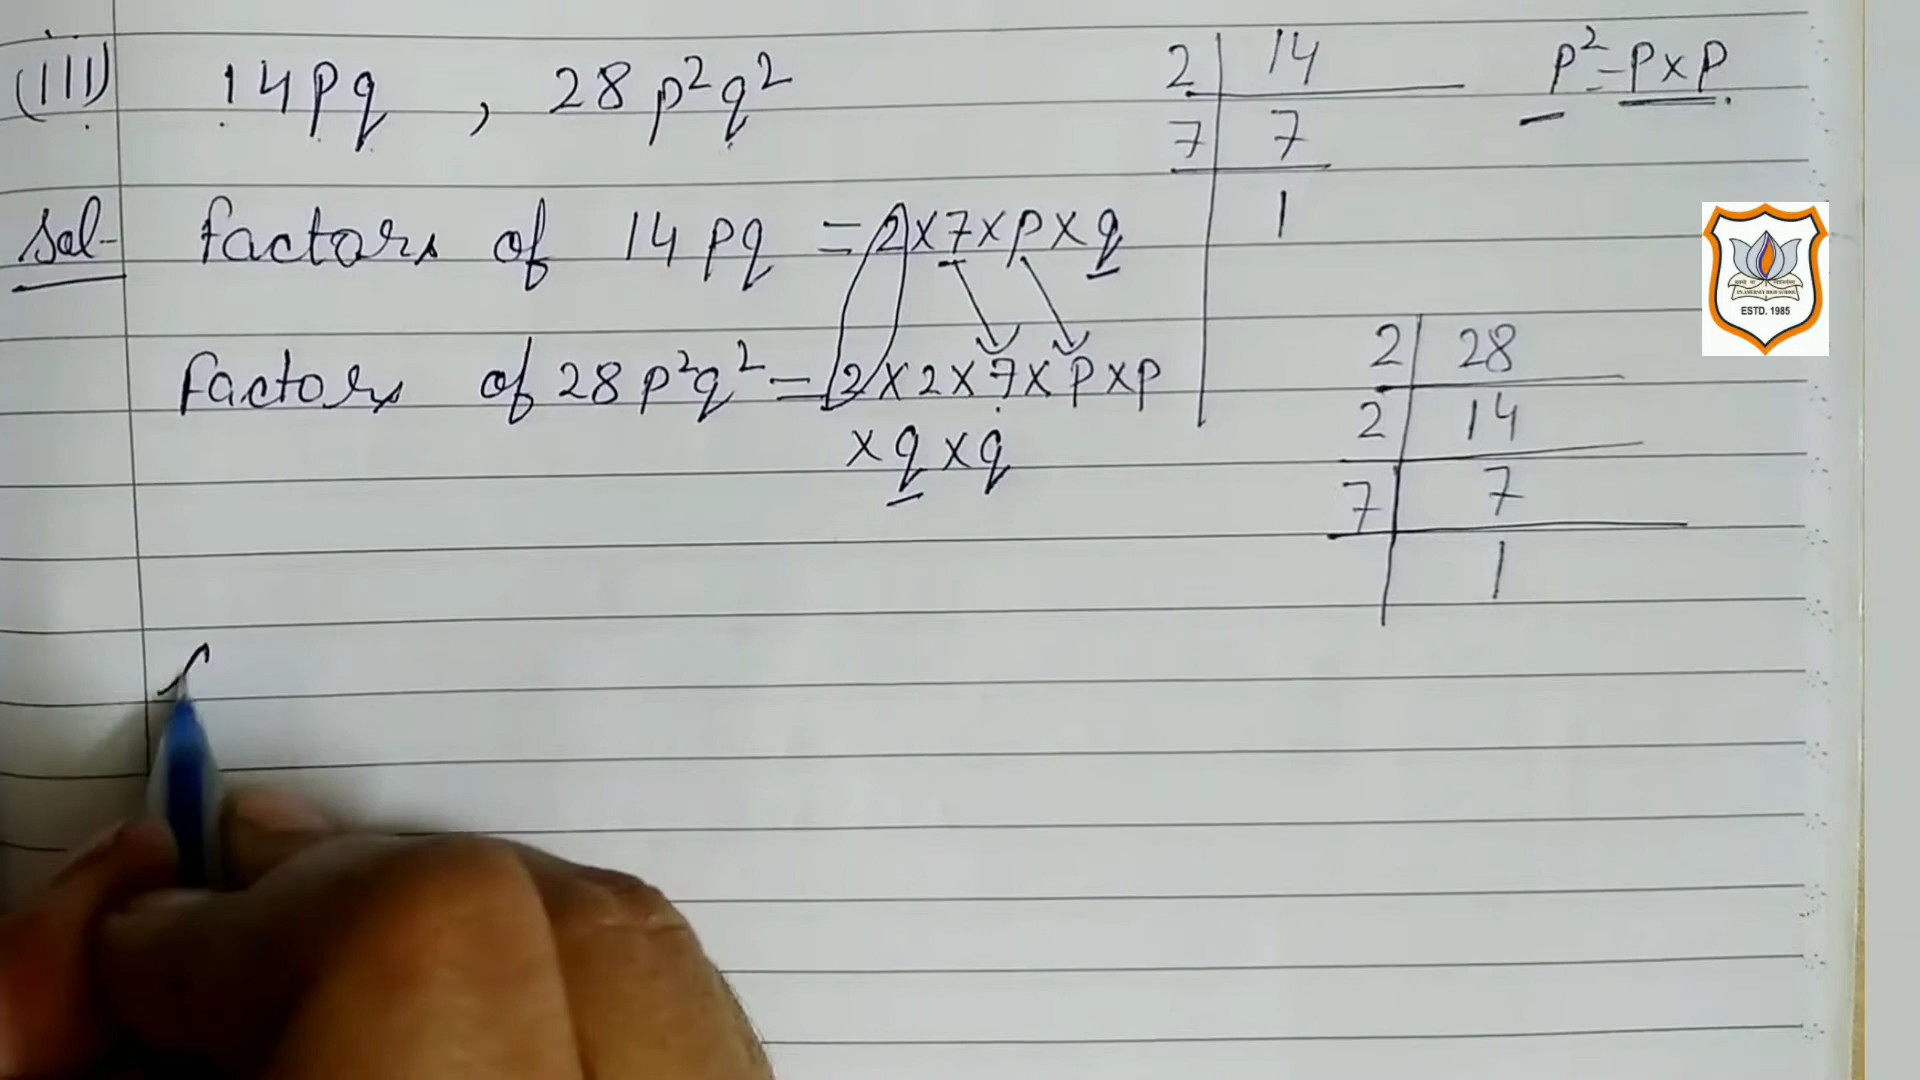 (iii) 14pq , 28p²q²
Sol- factors of 14pq = 2×7×p×q
factors of 28p²q² = 2×2×7×p×p
×q×q
2 | 14
7 | 7
1
p² = p×p
2 | 28
2 | 14
7 | 7
1
ESTD. 1985